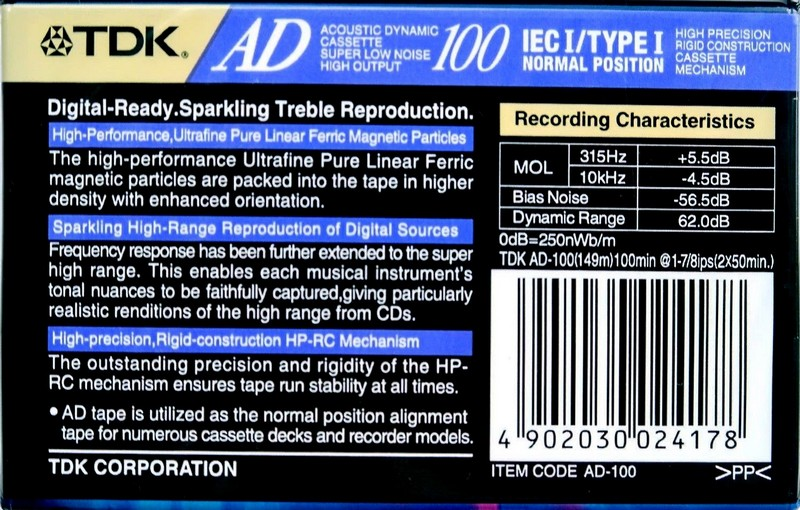 TDK®
AD
ACOUSTIC DYNAMIC
CASSETTE
SUPER LOW NOISE
HIGH OUTPUT
100
IEC I/TYPE I
NORMAL POSITION
HIGH PRECISION
RIGID CONSTRUCTION
CASSETTE
MECHANISM
Digital-Ready.Sparkling Treble Reproduction.
High-Performance,Ultrafine Pure Linear Ferric Magnetic Particles
The high-performance Ultrafine Pure Linear Ferric
magnetic particles are packed into the tape in higher
density with enhanced orientation.
Sparkling High-Range Reproduction of Digital Sources
Frequency response has been further extended to the super
high range. This enables each musical instrument's
tonal nuances to be faithfully captured,giving particularly
realistic renditions of the high range from CDs.
High-precision,Rigid-construction HP-RC Mechanism
The outstanding precision and rigidity of the HP-
RC mechanism ensures tape run stability at all times.
• AD tape is utilized as the normal position alignment
tape for numerous cassette decks and recorder models.
TDK CORPORATION
Recording Characteristics
MOL 315Hz +5.5dB
10kHz -4.5dB
Bias Noise -56.5dB
Dynamic Range 62.0dB
0dB=250nWb/m
TDK AD-100(149m)100min @1-7/8ips(2X50min.)
4 902030 024178
ITEM CODE AD-100 >PP<